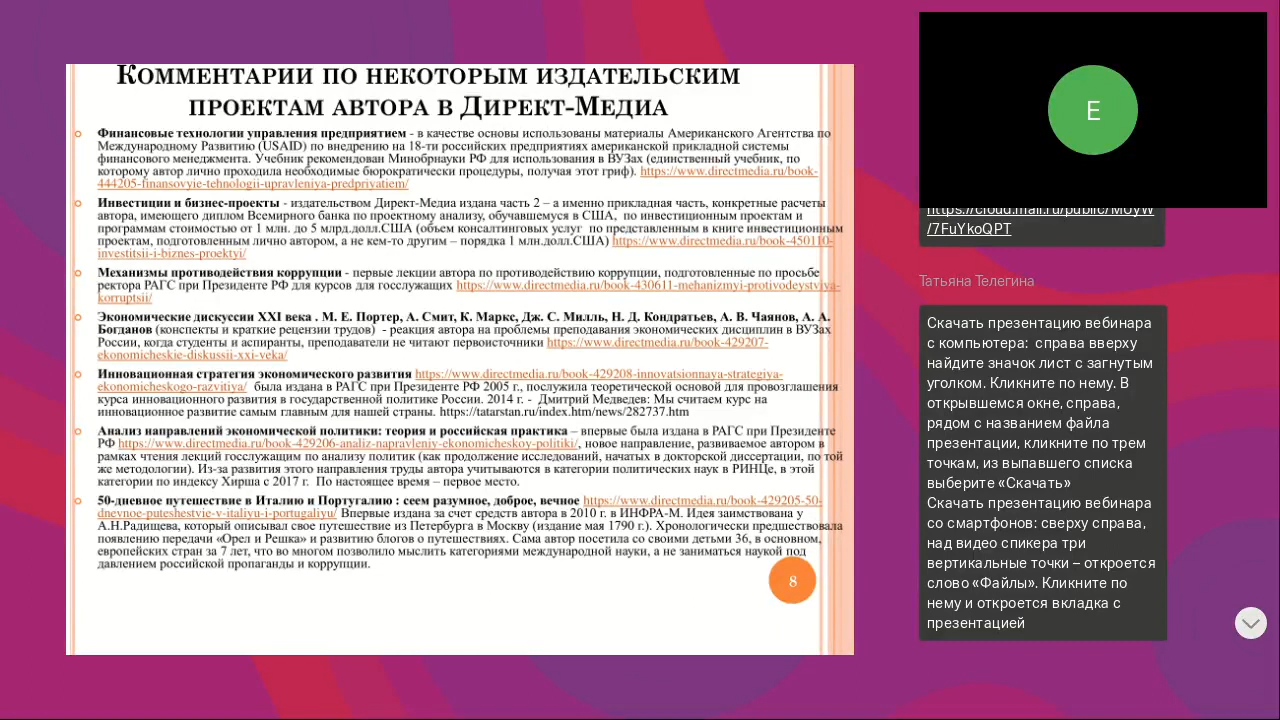 Комментарии по некоторым издательским
проектам автора в Директ-Медиа
Финансовые технологии управления предприятием - в качестве основы использованы материалы Американского Агентства по
Международному Развитию (USAID) по внедрению на 18-ти российских предприятиях американской прикладной системы
финансового менеджмента. Учебник рекомендован Минобрнауки РФ для использования в ВУЗах (единственный учебник, по
которому автор лично проходила необходимые бюрократически процедуры, получая этот гриф). https://www.directmedia.ru/book-
444205-finansovyie-tehnologii-upravleniya-predpriyatiem/
Инвестиции и бизнес-проекты - издательством Директ-Медиа издана часть 2 – а именно прикладная часть, конкретные расчеты
автора, имеющего диплом Всемирного банка по проектному анализу, обучавшемуся в США, по инвестиционным проектам и
программам стоимостью от 1 млн. до 5 млрд.долл.США (объем консалтинговых услуг по представленным в книге инвестиционным
проектам, подготовленным лично автором, а не кем-то другим – порядка 1 млн.долл.США) https://www.directmedia.ru/book-450110-
investitsii-i-biznes-proektyi/
Механизмы противодействия коррупции - первые лекции автора по противодействию коррупции, подготовленные по просьбе
ректора РАГС при Президенте РФ для курсов для госслужащих https://www.directmedia.ru/book-430611-mehanizmyi-protivodeystviya-
korruptsii/
Экономические дискуссии XXI века . М. Е. Портер, А. Смит, К. Маркс, Дж. С. Милль, Н. Д. Кондратьев, А. В. Чаянов, А. А.
Богданов (конспекты и краткие рецензии трудов) - реакция автора на проблемы преподавания экономических дисциплин в ВУЗах
России, когда студенты и аспиранты, преподаватели не читают первоисточники https://www.directmedia.ru/book-429207-
ekonomicheskie-diskussii-xxi-veka/
Инновационная стратегия экономического развития https://www.directmedia.ru/book-429208-innovatsionnaya-strategiya-
ekonomicheskogo-razvitiya/ была издана в РАГС при Президенте РФ 2005 г., послужила теоретической основой для провозглашения
курса инновационного развития в государственной политике России. 2014 г. - Дмитрий Медведев: Мы считаем курс на
инновационное развитие самым главным для нашей страны. https://tatarstan.ru/index.htm/news/282737.htm
Анализ направлений экономической политики: теория и российская практика – впервые была издана в РАГС при Президенте
РФ https://www.directmedia.ru/book-429206-analiz-napravleniy-ekonomicheskoy-politiki/, новое направление, развиваемое автором в
рамках чтения лекций госслужащим по анализу политик (как продолжение исследований, начатых в докторской диссертации, по той
же методологии). Из-за развития этого направления труды автора учитываются в категории политических наук в РИНЦе, в этой
категории по индексу Хирша с 2017 г. По настоящее время – первое место.
50-дневное путешествие в Италию и Португалию : сеем разумное, доброе, вечное https://www.directmedia.ru/book-429205-50-
dnevnoe-puteshestvie-v-italiyu-i-portugaliyu/ Впервые издана за счет средств автора в 2010 г. в ИНФРА-М. Идея заимствована у
А.Н.Радищева, который описывал свое путешествие из Петербурга в Москву (издание мая 1790 г.). Хронологически предшествовала
появлению передачи «Орел и Решка» и развитию блогов о путешествиях. Сама автор посетила со своими детьми 36, в основном,
европейских стран за 7 лет, что во многом позволило мыслить категориями международной науки, а не заниматься наукой под
давлением российской пропаганды и коррупции.
8
E
https://cloud.mail.ru/public/MUyW
/7FuYkoQPT
Татьяна Телегина
Скачать презентацию вебинара
с компьютера: справа вверху
найдите значок лист с загнутым
уголком. Кликните по нему. В
открывшемся окне, справа,
рядом с названием файла
презентации, кликните по трем
точкам, из выпавшего списка
выберите «Скачать»
Скачать презентацию вебинара
со смартфонов: сверху справа,
над видео спикера три
вертикальные точки – откроется
слово «Файлы». Кликните по
нему и откроется вкладка с
презентацией